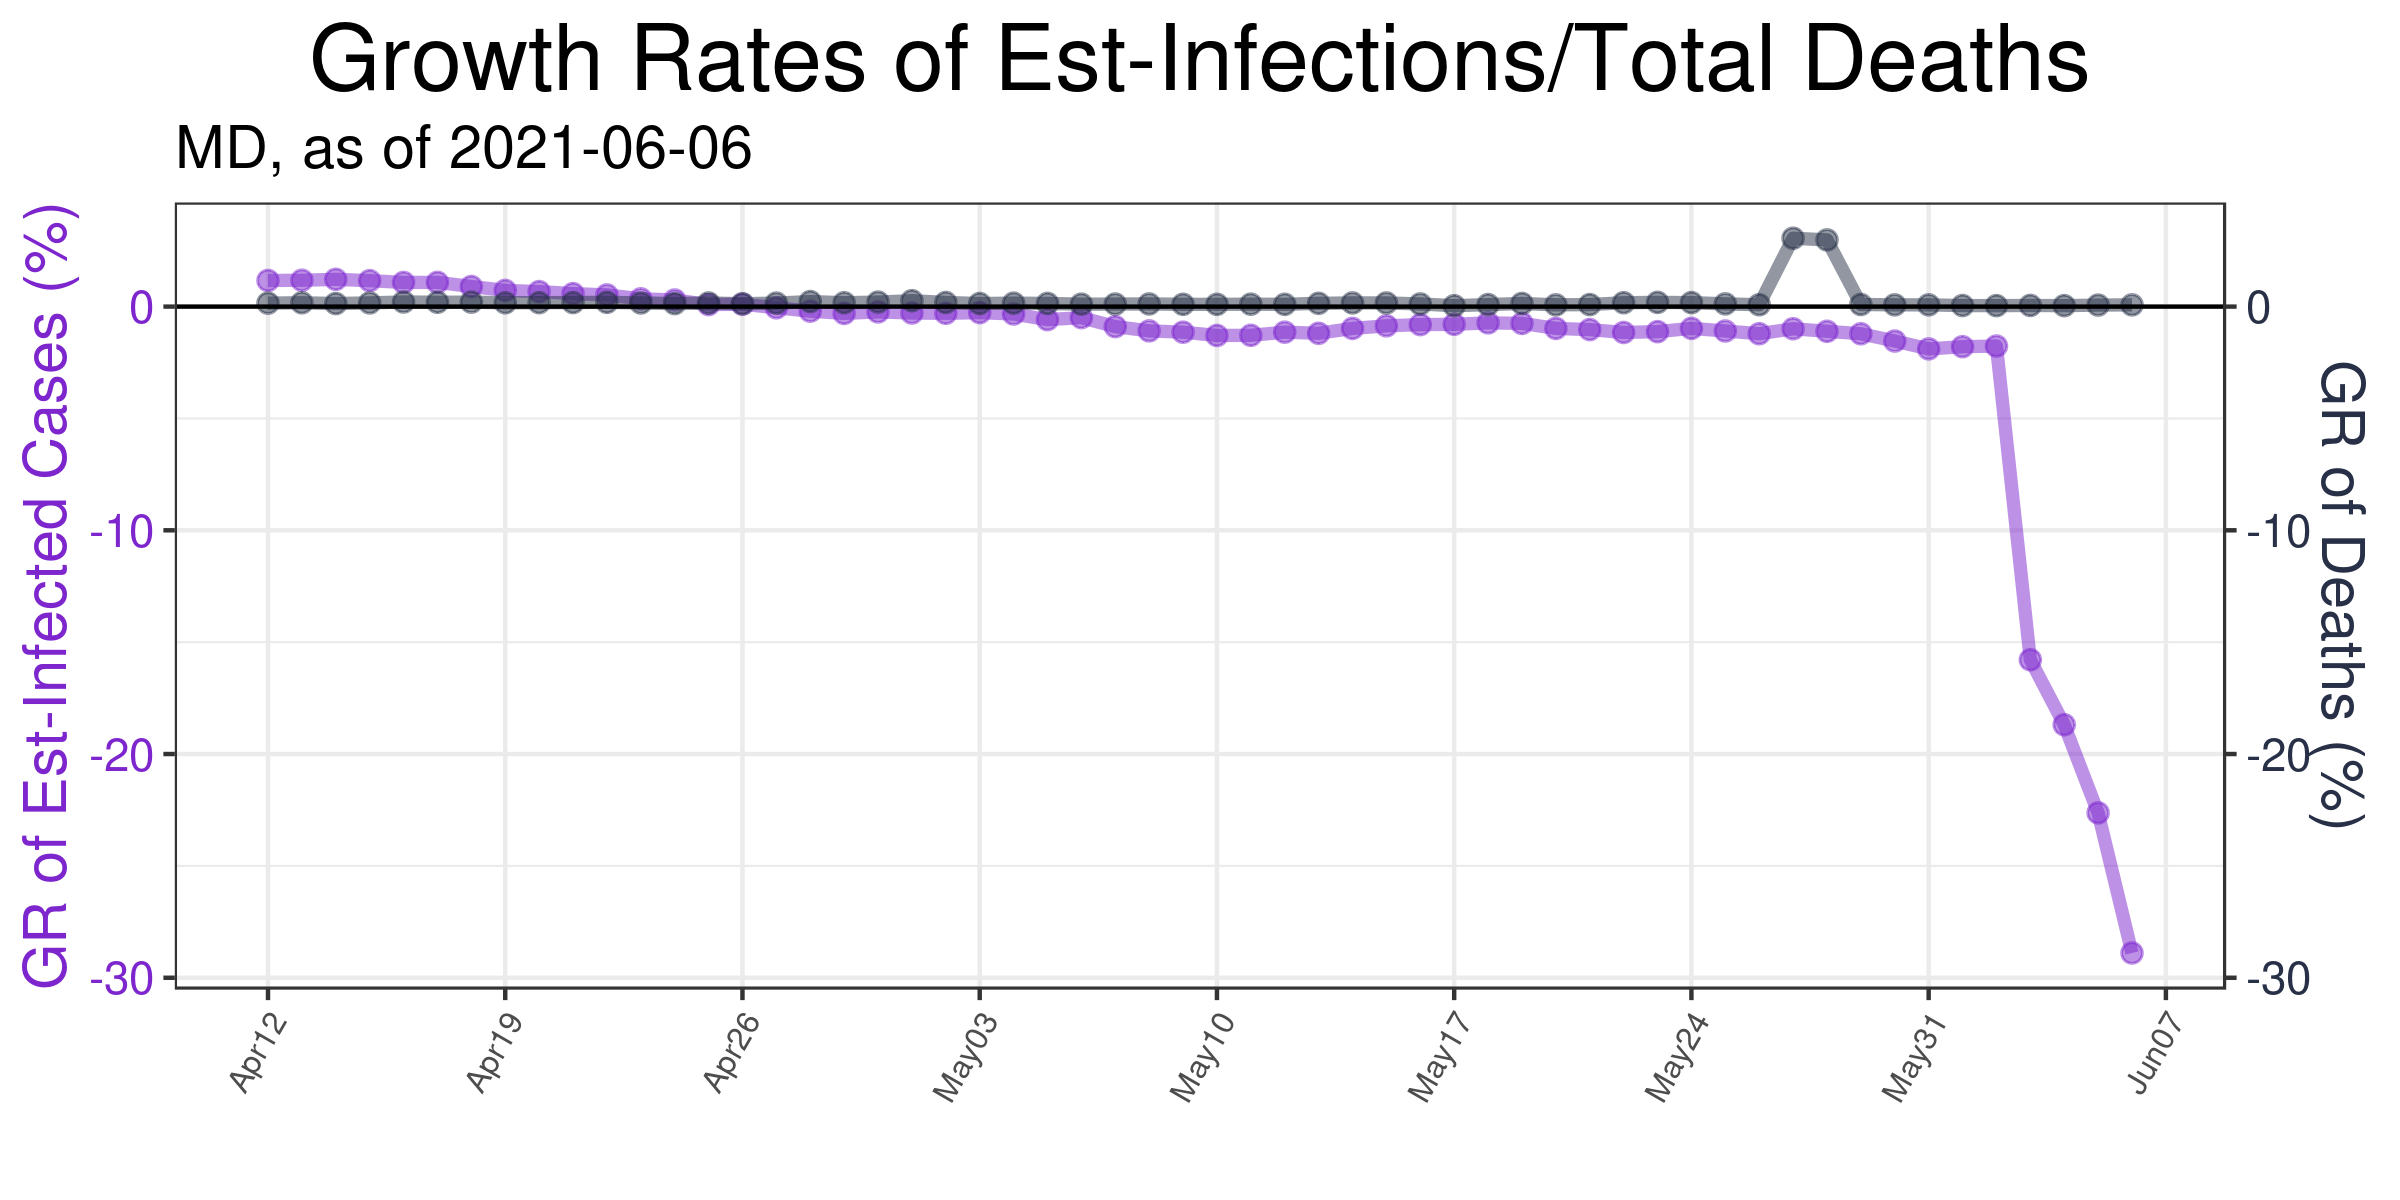 Growth Rates of Est-Infections/Total Deaths
MD, as of 2021-06-06
GR of Est-Infected Cases (%)
0
-10
-20
-30
0
-10
-20
-30
GR of Deaths (%)
Apr12
Apr19
Apr26
May03
May10
May17
May24
May31
Jun07